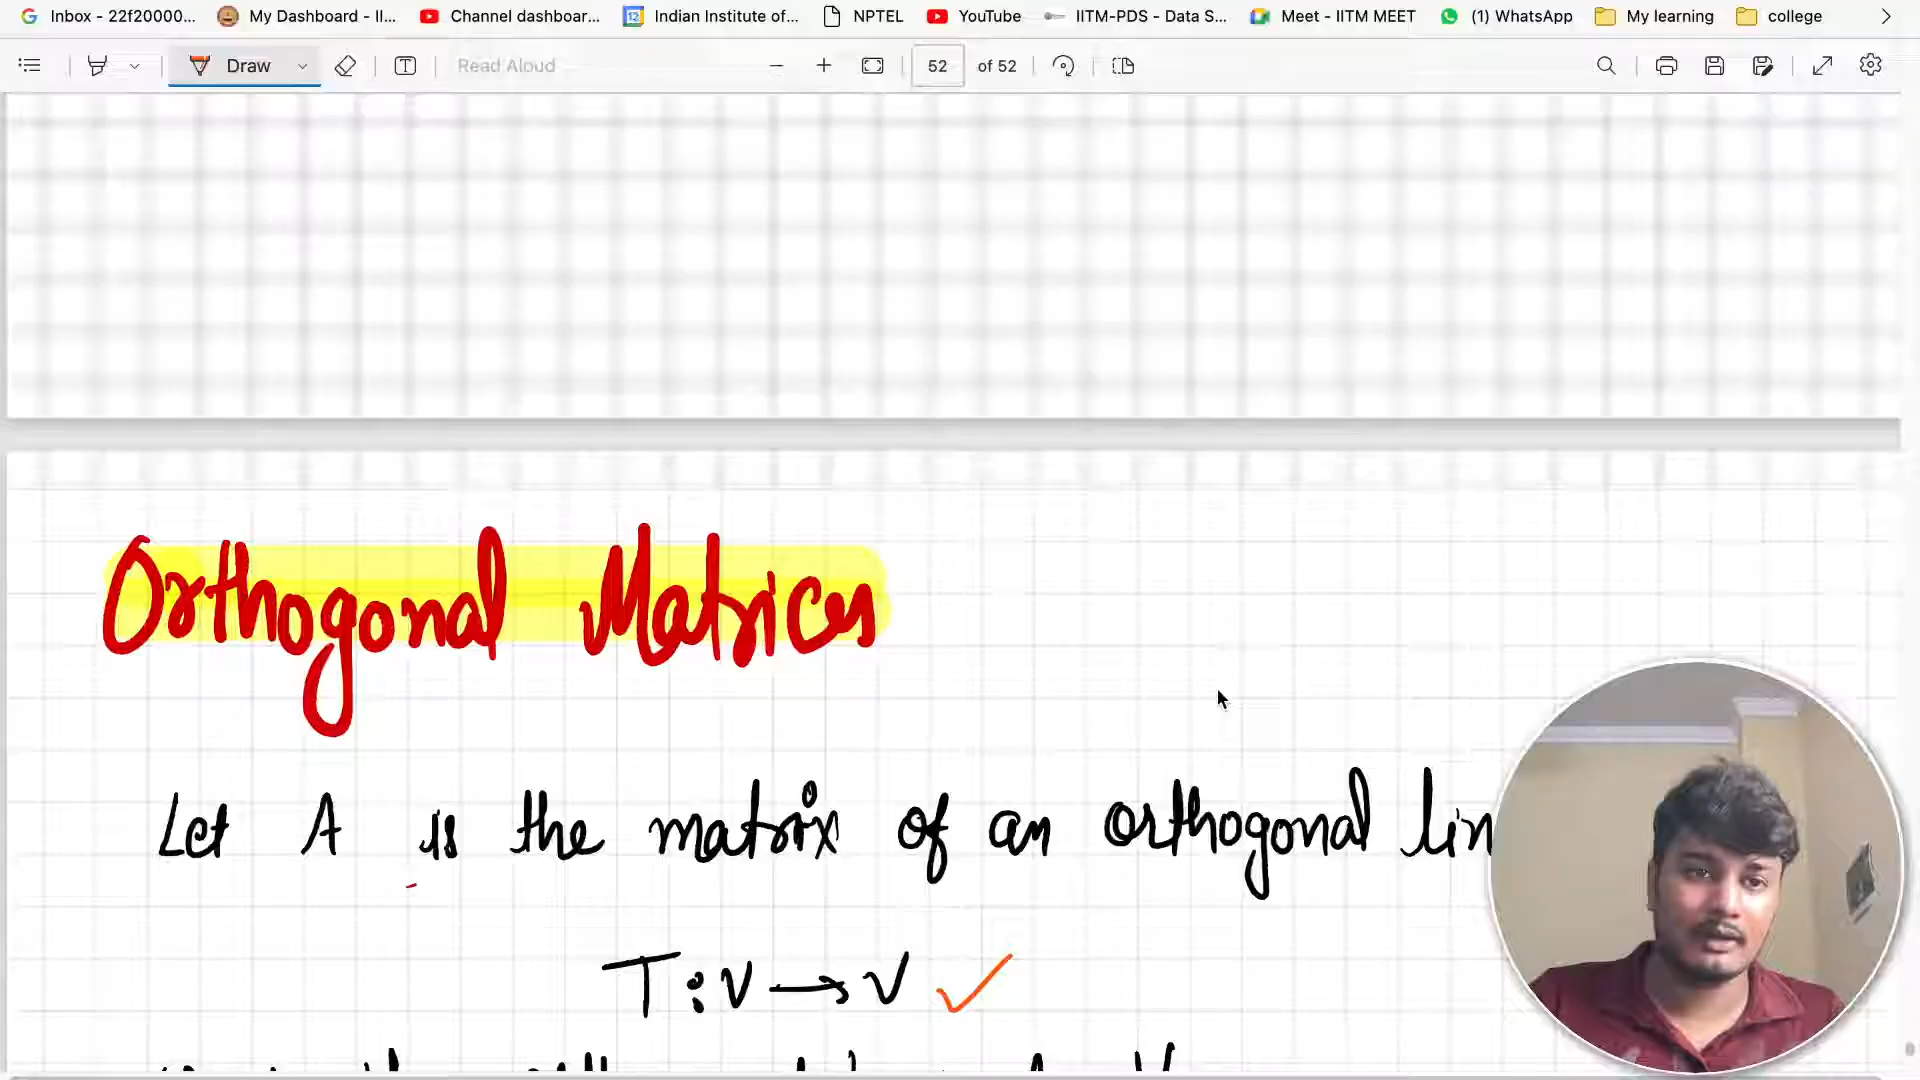 Inbox - 22f20000... My Dashboard - II... Channel dashboar... Indian Institute of... NPTEL YouTube IITM-PDS - Data S... Meet - IITM MEET (1) WhatsApp My learning college
Draw Read Aloud 52 of 52
Orthogonal Matrices
Let A is the matrix of an orthogonal lin
T : V → V ✓